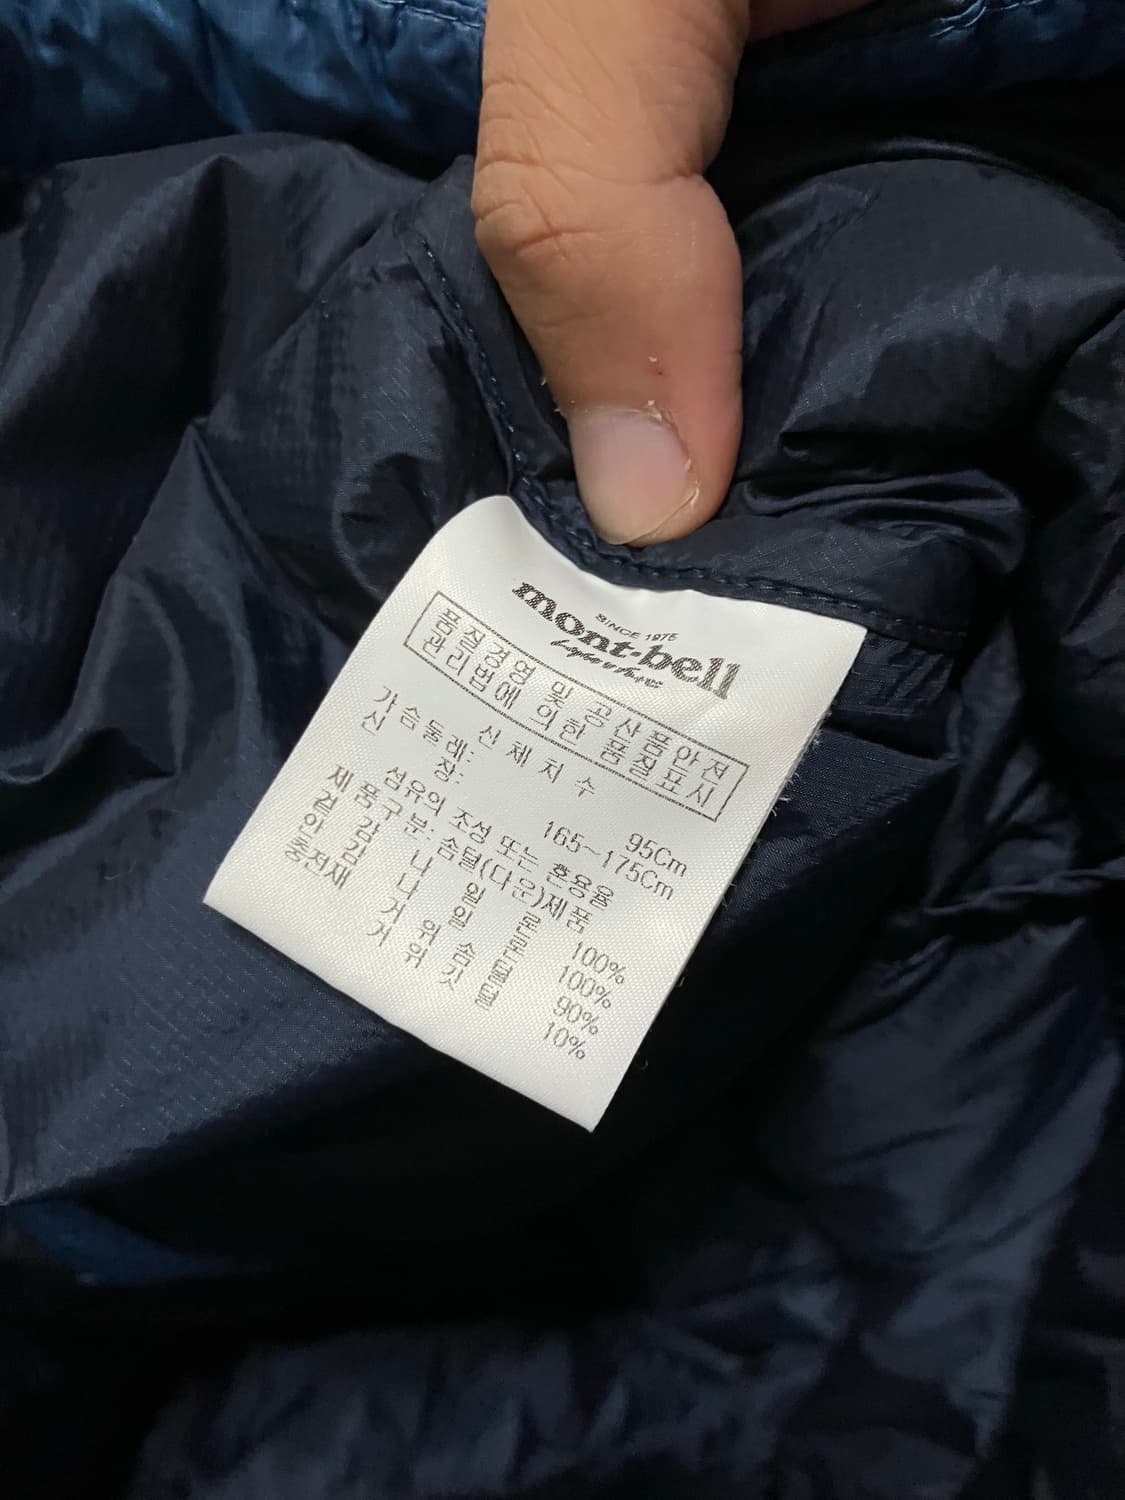 SINCE 1975
mont-bell
품질경영 및 공산품안전
관리법에 의한 품질표시
신체치수
가슴둘레: 95Cm
신 장: 165~175Cm
섬유의 조성 또는 혼용율
제품구분: 솜털(다운)제품
겉감 나일론 100%
안감 나일론 100%
충전재 거위솜털 90%
거위깃털 10%